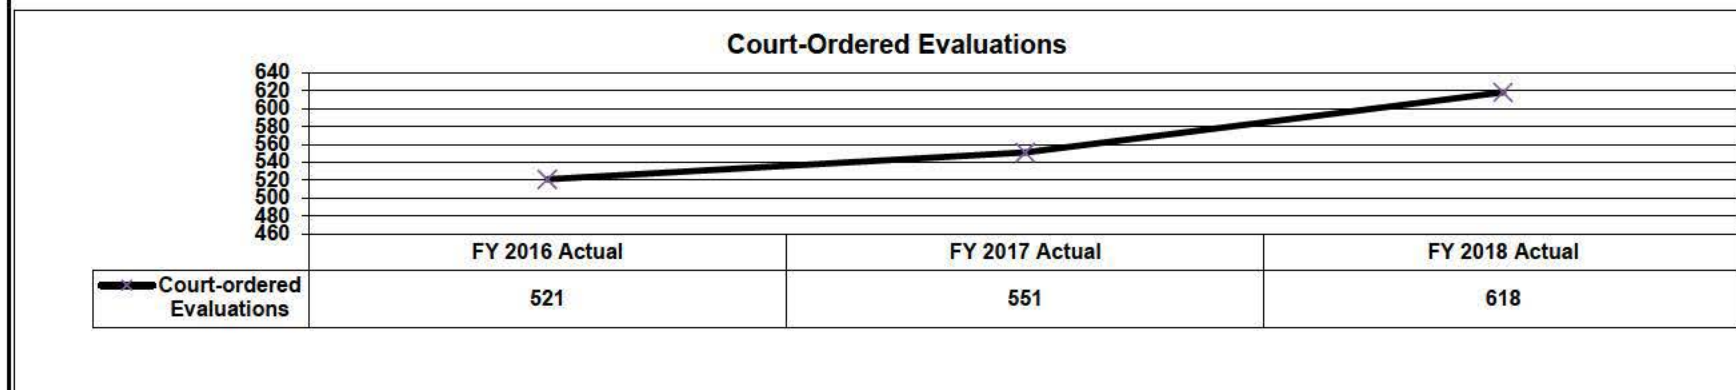 Court-Ordered Evaluations
640
620
600
580
560
540
520
500
480
460
FY 2016 Actual FY 2017 Actual FY 2018 Actual
Court-ordered
Evaluations
521 551 618